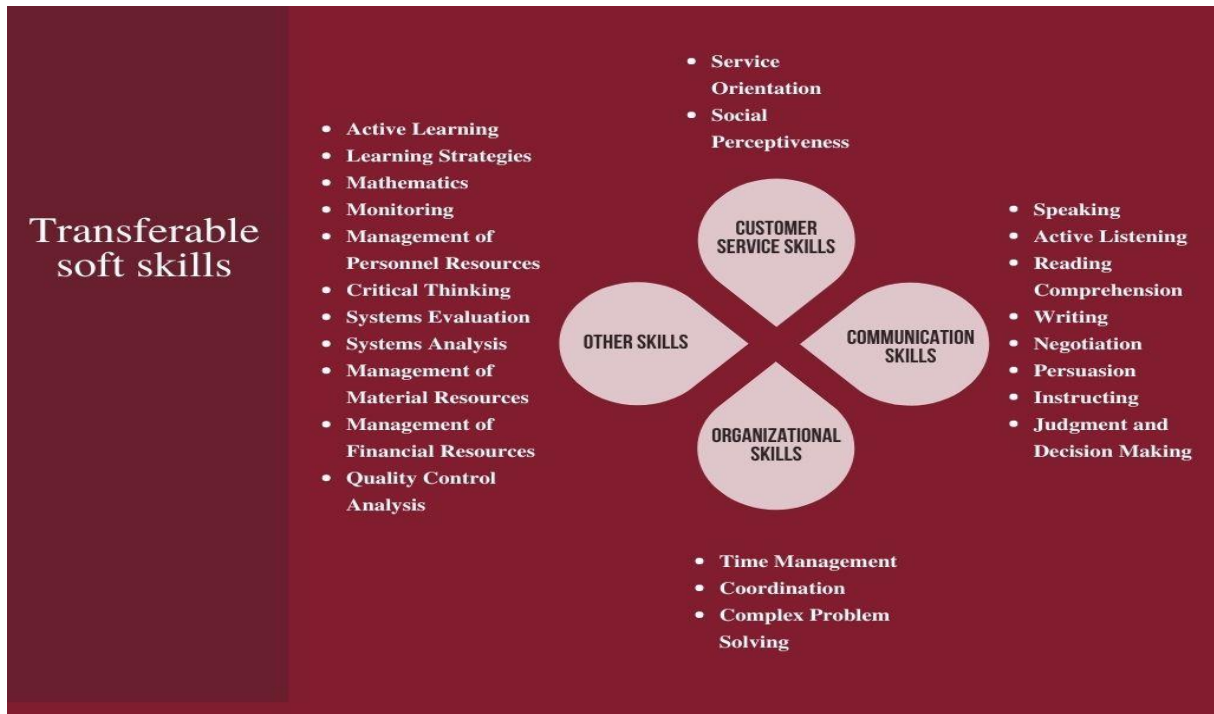 Transferable
soft skills
• Active Learning
• Learning Strategies
• Mathematics
• Monitoring
• Management of
Personnel Resources
• Critical Thinking
• Systems Evaluation
• Systems Analysis
• Management of
Material Resources
• Management of
Financial Resources
• Quality Control
Analysis
OTHER SKILLS
• Service
Orientation
• Social
Perceptiveness
CUSTOMER
SERVICE SKILLS
COMMUNICATION
SKILLS
• Speaking
• Active Listening
• Reading
Comprehension
• Writing
• Negotiation
• Persuasion
• Instructing
• Judgment and
Decision Making
ORGANIZATIONAL
SKILLS
• Time Management
• Coordination
• Complex Problem
Solving